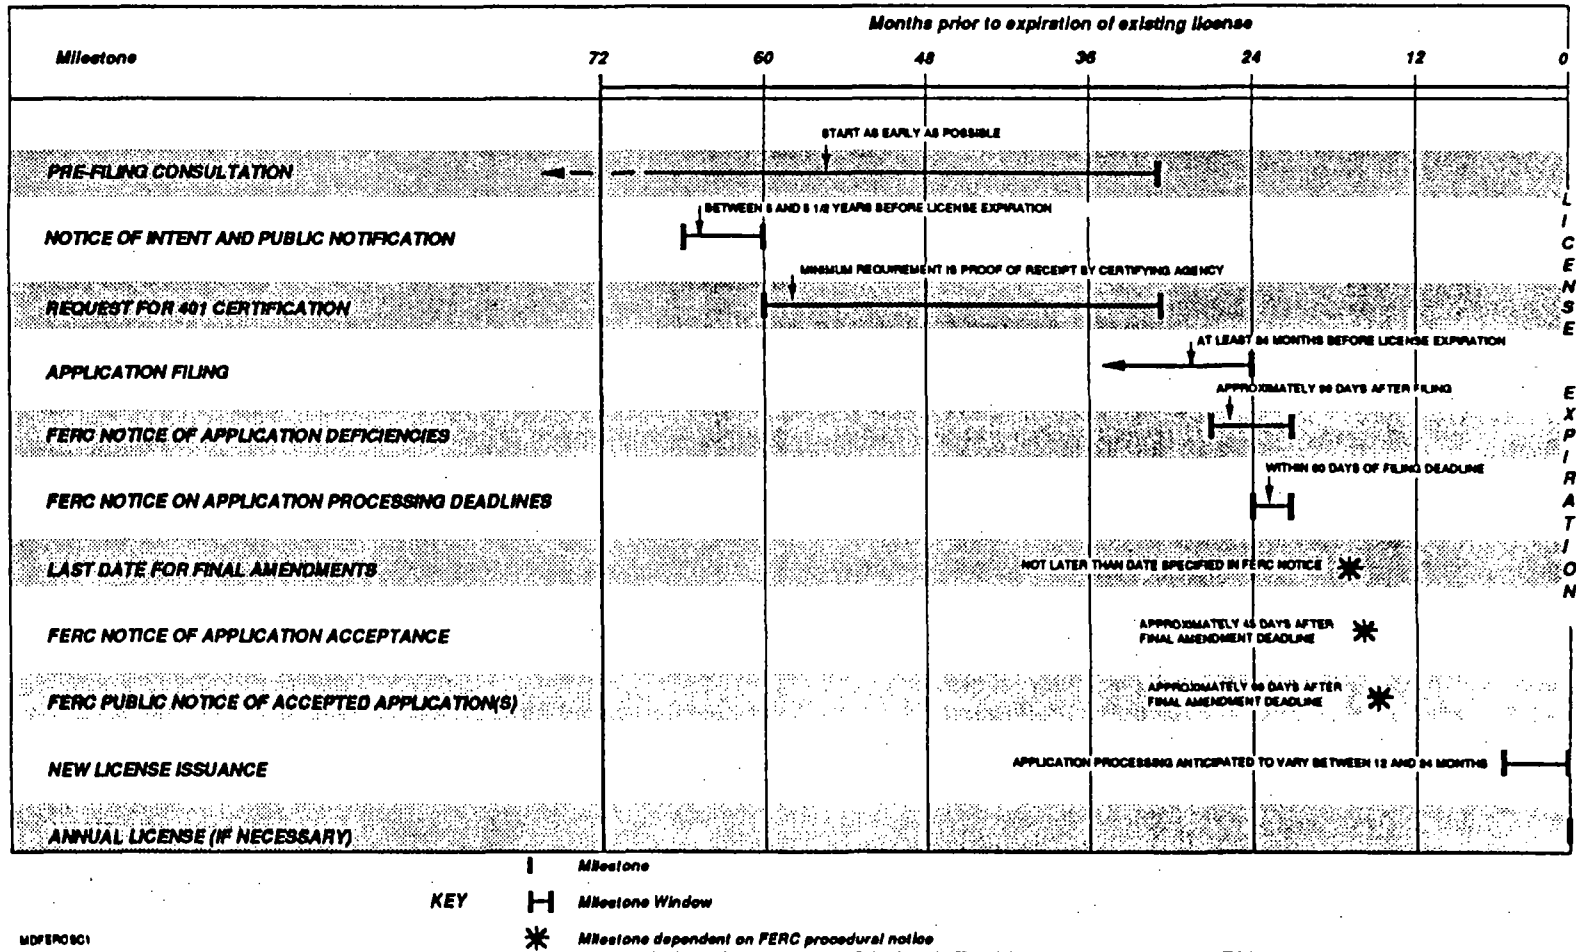 Months prior to expiration of existing license
Milestone 72 60 48 36 24 12 0
START AS EARLY AS POSSIBLE
PRE-FILING CONSULTATION
BETWEEN 5 AND 5 1/2 YEARS BEFORE LICENSE EXPIRATION
NOTICE OF INTENT AND PUBLIC NOTIFICATION
MINIMUM REQUIREMENT IS PROOF OF RECEIPT BY CERTIFYING AGENCY
REQUEST FOR 401 CERTIFICATION
AT LEAST 24 MONTHS BEFORE LICENSE EXPIRATION
APPLICATION FILING
APPROXIMATELY 90 DAYS AFTER FILING
FERC NOTICE OF APPLICATION DEFICIENCIES
WITHIN 60 DAYS OF FILING DEADLINE
FERC NOTICE ON APPLICATION PROCESSING DEADLINES
LAST DATE FOR FINAL AMENDMENTS
NOT LATER THAN DATE SPECIFIED IN FERC NOTICE
FERC NOTICE OF APPLICATION ACCEPTANCE
APPROXIMATELY 45 DAYS AFTER
FINAL AMENDMENT DEADLINE
FERC PUBLIC NOTICE OF ACCEPTED APPLICATION(S)
APPROXIMATELY DAYS AFTER
FINAL AMENDMENT DEADLINE
NEW LICENSE ISSUANCE
APPLICATION PROCESSING ANTICIPATED TO VARY BETWEEN 12 AND 24 MONTHS
ANNUAL LICENSE (IF NECESSARY)
LICENSE EXPIRATION
KEY
Milestone
Milestone Window
Milestone dependent on FERC procedural notice
MDFERCSC1